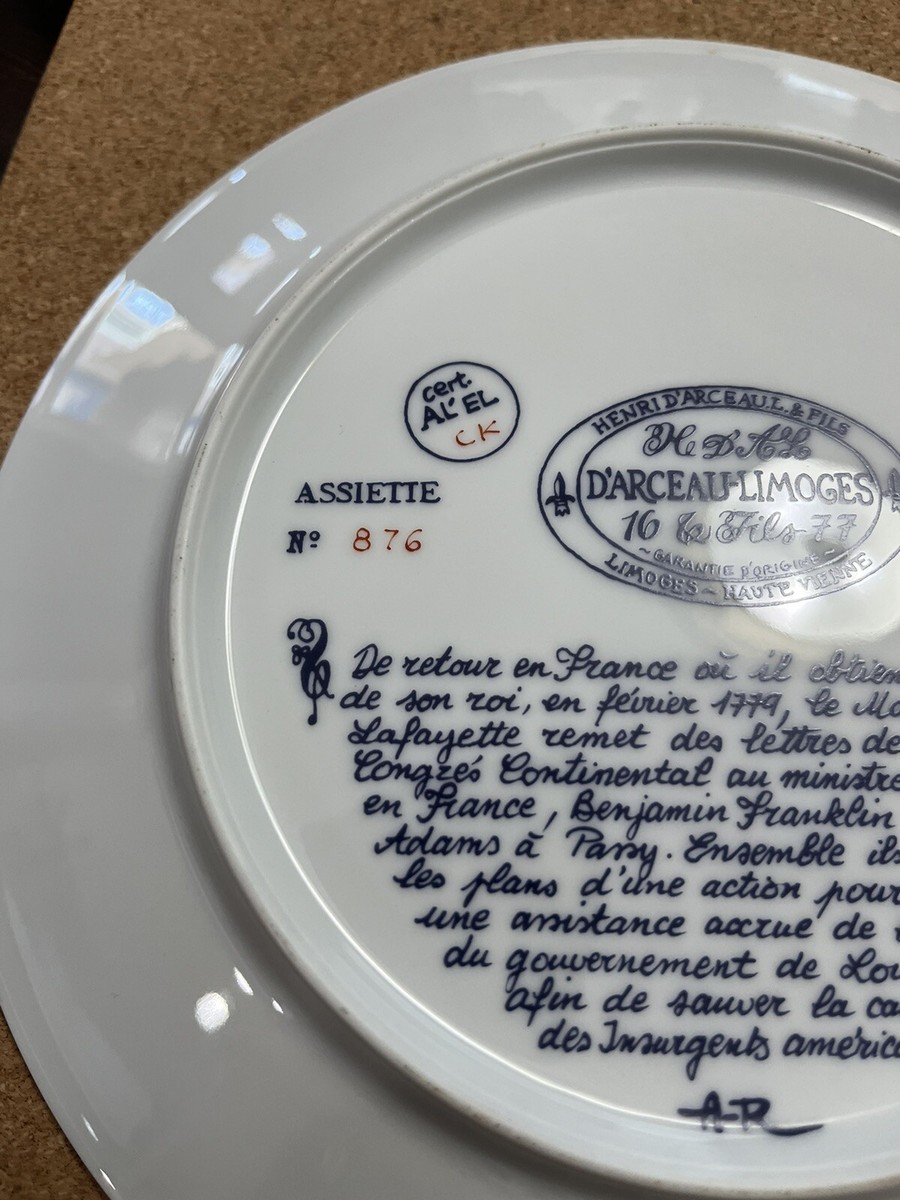 cert.
AL' EL
CK
ASSIETTE
Nº 876
HENRI D'ARCEAU.L. & FILS
H D'AL
D'ARCEAU-LIMOGES
16 & Fils 77
~ GARANTIE D'ORIGINE ~
LIMOGES ~ HAUTE VIENNE
De retour en France où il
de son roi, en février 1779, le
Lafayette remet des lettres
Congrés Continental au ministre
en France, Benjamin Franklin
Adams à Passy. Ensemble
les plans d'une action pour
une assistance accrue de
du gouvernement de
afin de sauver la
des Insurgents
A-R